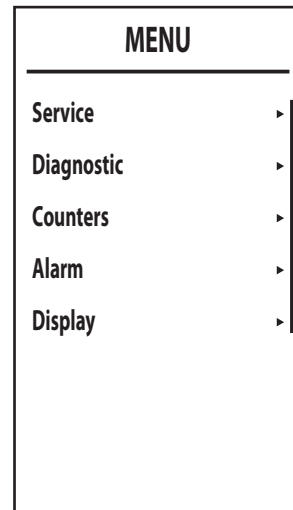 MENU
Service
Diagnostic
Counters
Alarm
Display